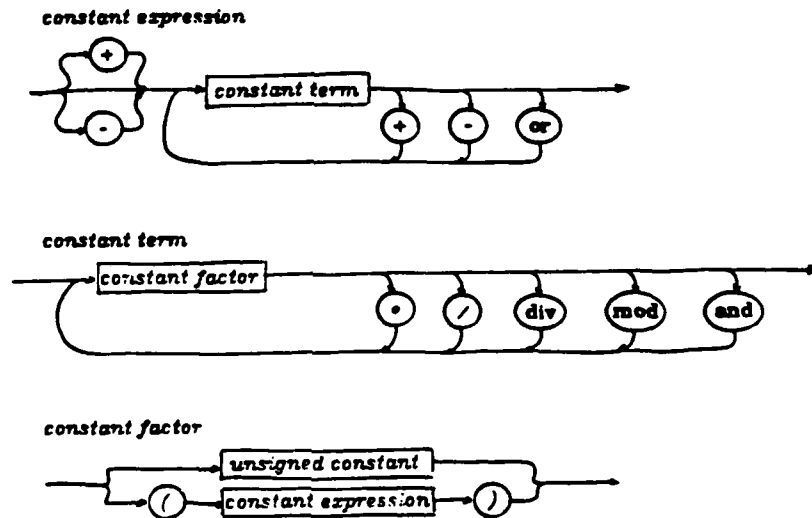 constant expression
+
constant term
-
+ - or
constant term
constant factor
* / div mod and
constant factor
unsigned constant
( constant expression )